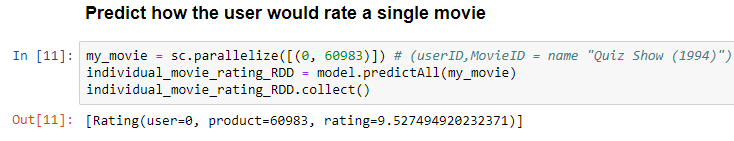 Predict how the user would rate a single movie
In [11]: my_movie = sc.parallelize([(0, 60983)]) # (userID,MovieID = name "Quiz Show (1994)")
individual_movie_rating_RDD = model.predictAll(my_movie)
individual_movie_rating_RDD.collect()
Out[11]: [Rating(user=0, product=60983, rating=9.527494920232371)]